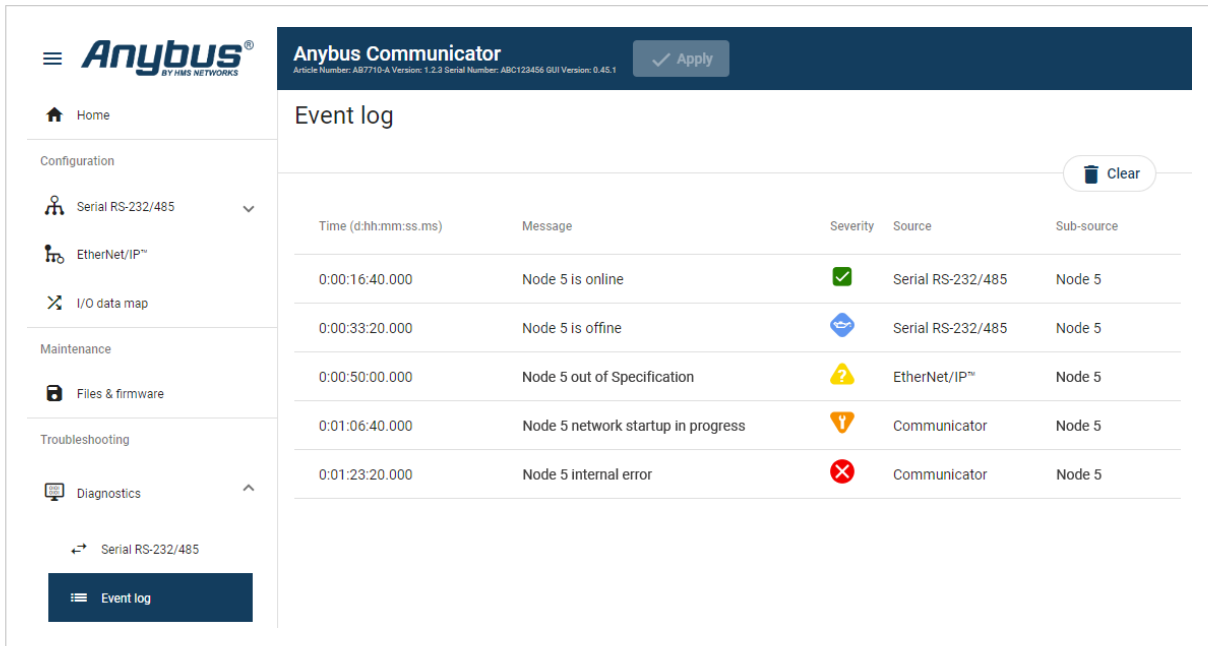 Anybus®
BY HMS NETWORKS
Anybus Communicator
Article Number: AB7710-A Version: 1.2.3 Serial Number: ABC123456 GUI Version: 0.45.1
Apply
Home
Configuration
Serial RS-232/485
EtherNet/IP™
I/O data map
Maintenance
Files & firmware
Troubleshooting
Diagnostics
Serial RS-232/485
Event log
Event log
Clear
Time (d:hh:mm:ss.ms) Message Severity Source Sub-source
0:00:16:40.000 Node 5 is online Serial RS-232/485 Node 5
0:00:33:20.000 Node 5 is offine Serial RS-232/485 Node 5
0:00:50:00.000 Node 5 out of Specification ? EtherNet/IP™ Node 5
0:01:06:40.000 Node 5 network startup in progress Communicator Node 5
0:01:23:20.000 Node 5 internal error Communicator Node 5